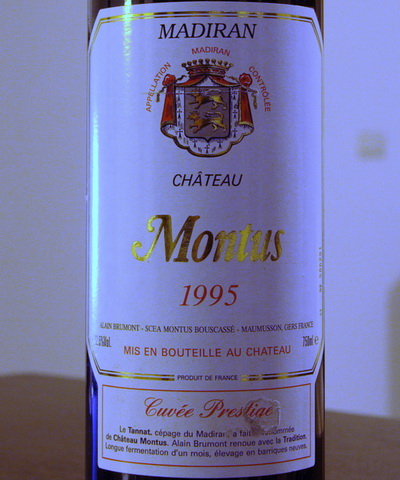 MADIRAN
APPELLATION MADIRAN CONTRÔLÉE
CHÂTEAU
Montus
1995
ALAIN BRUMONT - SCEA MONTUS BOUSCASSÉ - MAUMUSSON, GERS FRANCE
750ml e
MIS EN BOUTEILLE AU CHATEAU
PRODUIT DE FRANCE
Cuvée Prestige
Le Tannat, cépage du Madiran a fait
de Château Montus. Alain Brumont renoue avec la Tradition.
Longue fermentation d'un mois, élevage en barriques neuves.